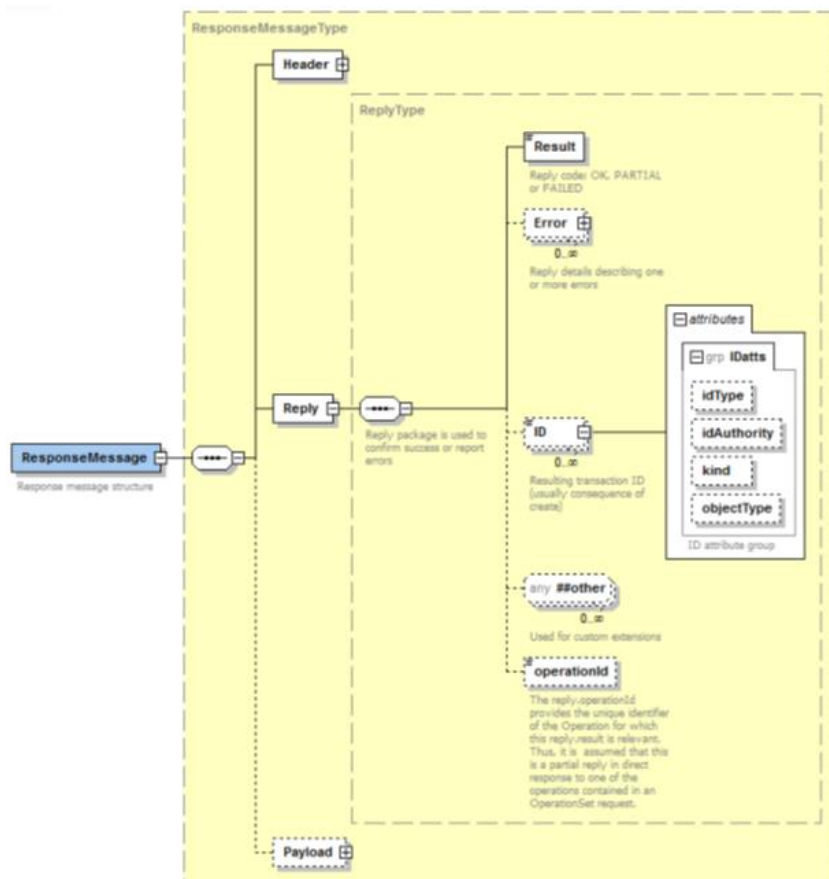 ResponseMessageType
Header
ReplyType
Result
Reply code: OK, PARTIAL
or FAILED
Error
0..∞
Reply details describing one
or more errors
attributes
grp IDatts
idType
idAuthority
kind
objectType
ID attribute group
Reply
Reply package is used to
confirm success or report
errors
ID
0..∞
Resulting transaction ID
(usually consequence of
create)
ResponseMessage
Response message structure
any ##other
0..∞
Used for custom extensions
operationId
The reply.operationId
provides the unique identifier
of the Operation for which
this reply.result is relevant.
Thus, it is assumed that this
is a partial reply in direct
response to one of the
operations contained in an
OperationSet request.
Payload